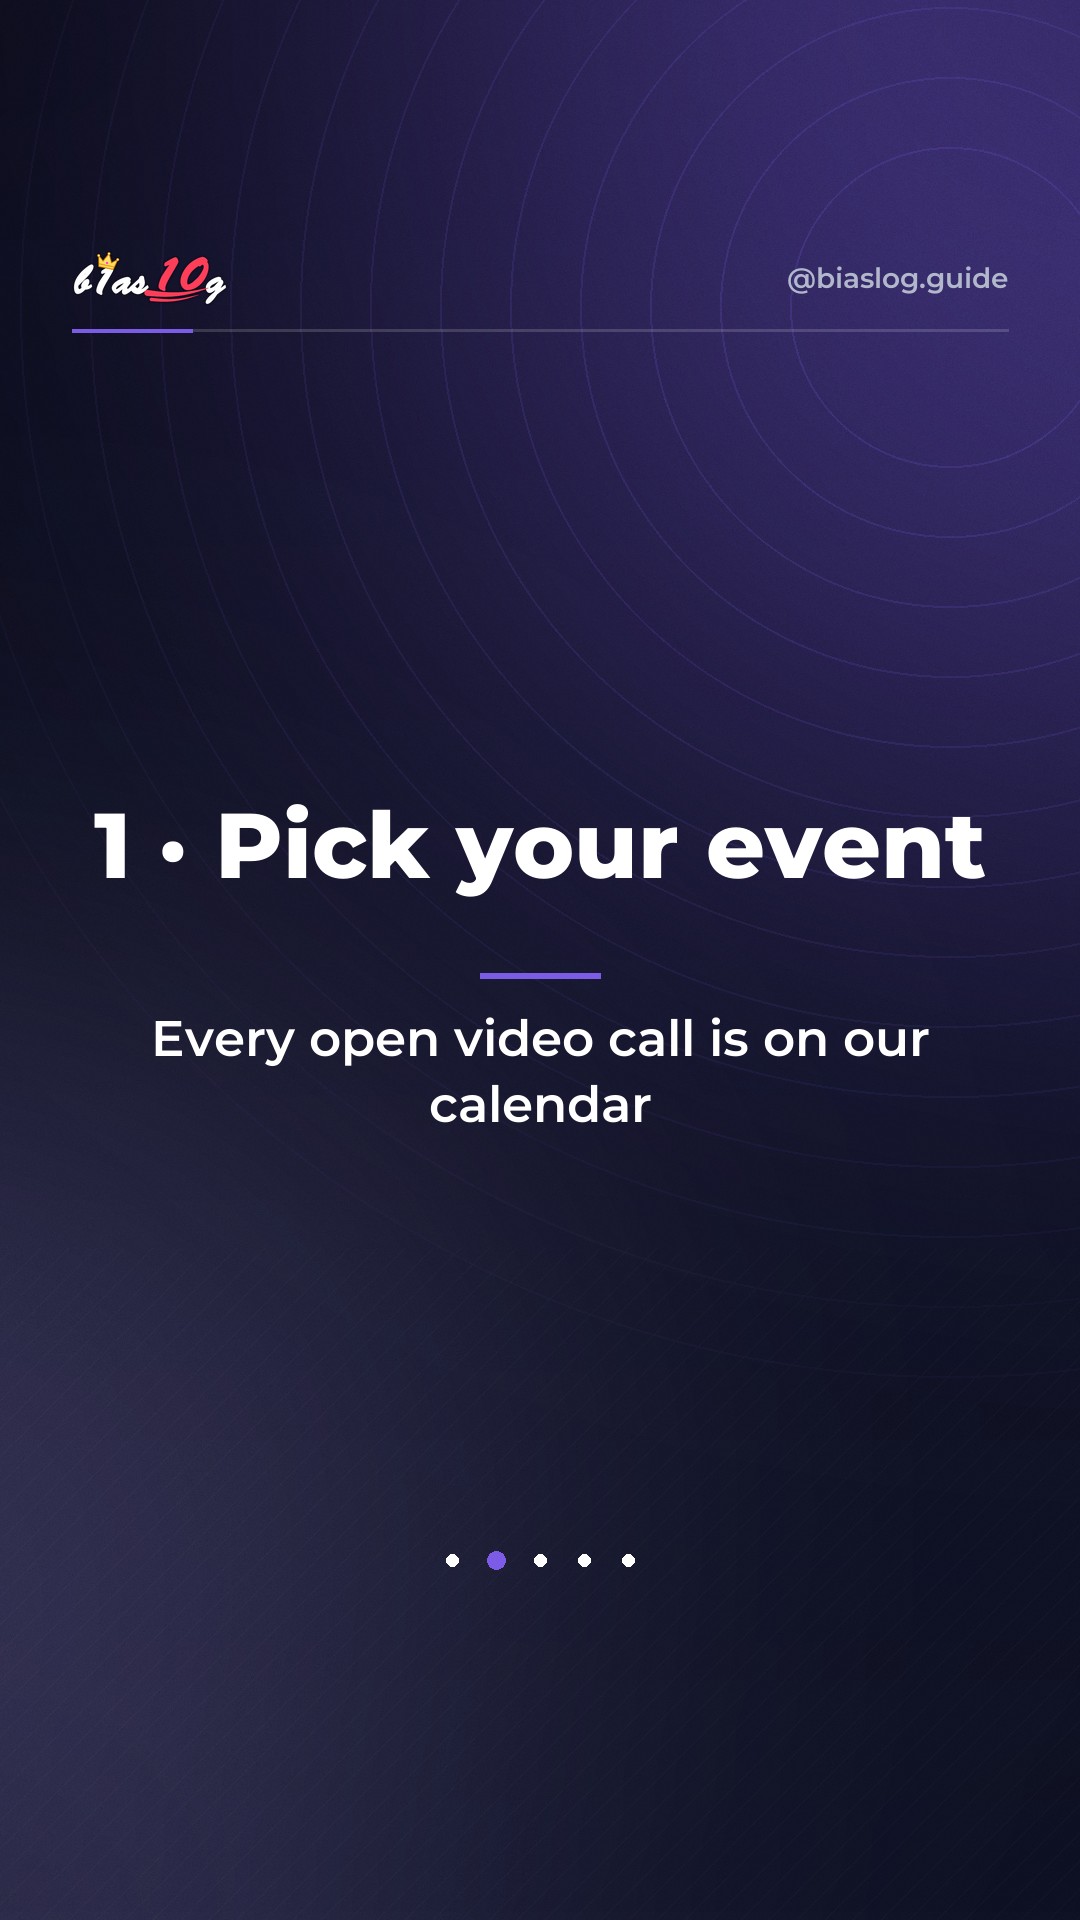 b1as10g
@biaslog.guide
1 • Pick your event
Every open video call is on our
calendar